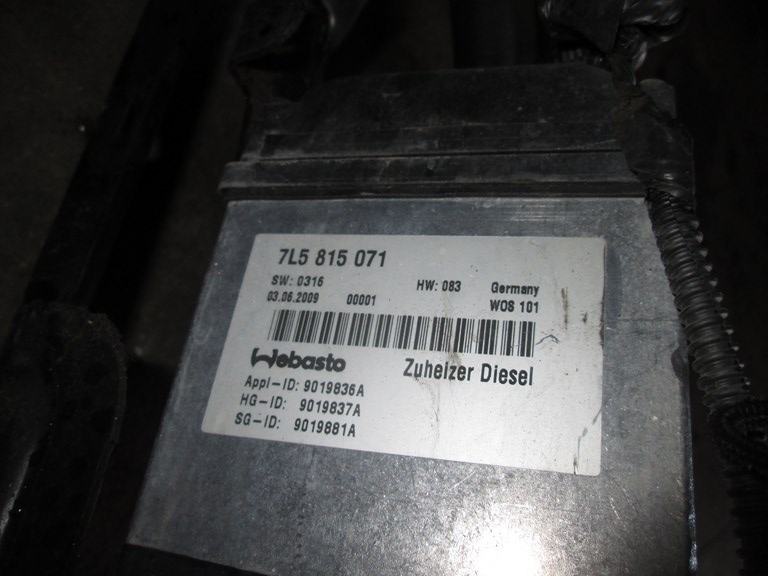 7L5 815 071
SW: 0316 HW: 083 Germany
03.06.2009 00001 WOS 101
Webasto Zuheizer Diesel
Appl-ID: 9019836A
HG-ID: 9019837A
SG-ID: 9019881A